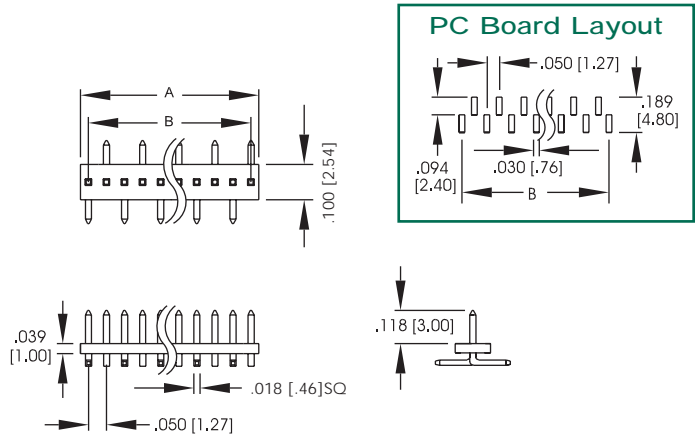 PC Board Layout
.050 [1.27]
.189
[4.80]
.094
[2.40]
.030 [.76]
B
A
B
.100 [2.54]
.039
[1.00]
.018 [.46]SQ
.050 [1.27]
.118 [3.00]